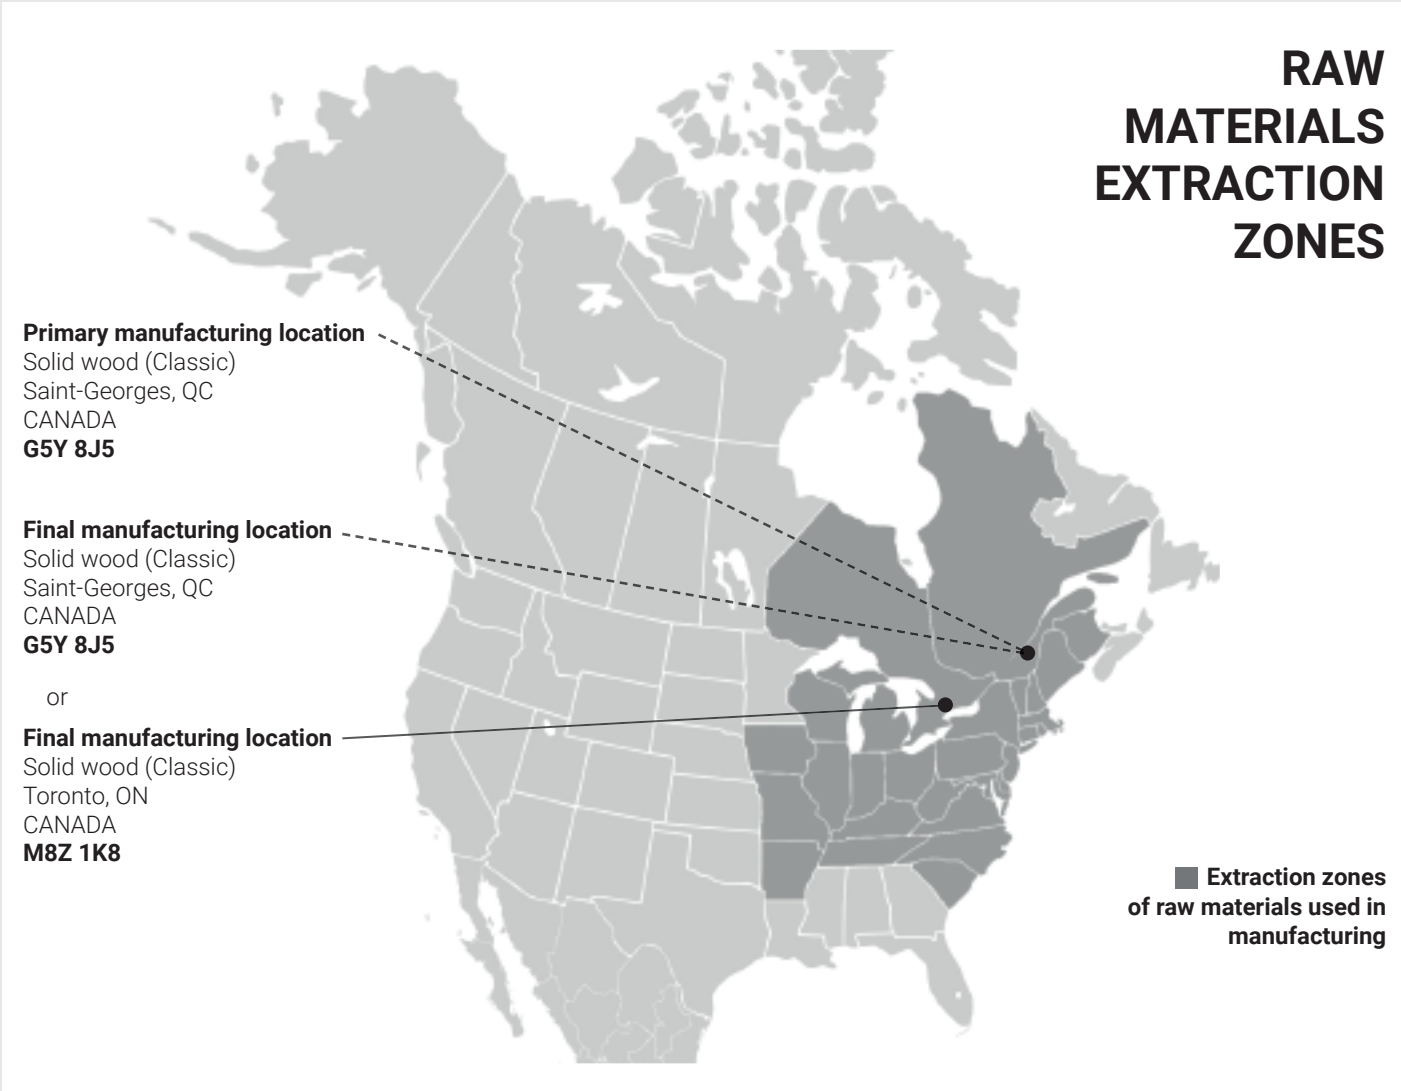 RAW
MATERIALS
EXTRACTION
ZONES
Primary manufacturing location
Solid wood (Classic)
Saint-Georges, QC
CANADA
G5Y 8J5
Final manufacturing location
Solid wood (Classic)
Saint-Georges, QC
CANADA
G5Y 8J5
or
Final manufacturing location
Solid wood (Classic)
Toronto, ON
CANADA
M8Z 1K8
Extraction zones
of raw materials used in
manufacturing